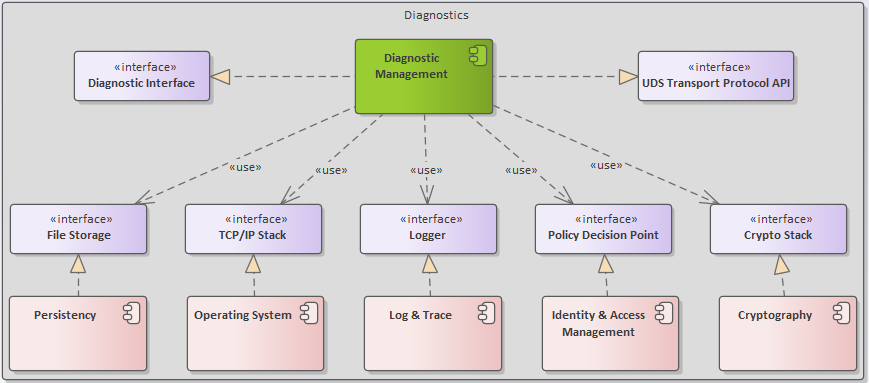 Diagnostics
«interface»
Diagnostic Interface
Diagnostic
Management
«interface»
UDS Transport Protocol API
«use»
«use»
«use»
«use»
«use»
«interface»
File Storage
«interface»
TCP/IP Stack
«interface»
Logger
«interface»
Policy Decision Point
«interface»
Crypto Stack
Persistency
Operating System
Log & Trace
Identity & Access
Management
Cryptography